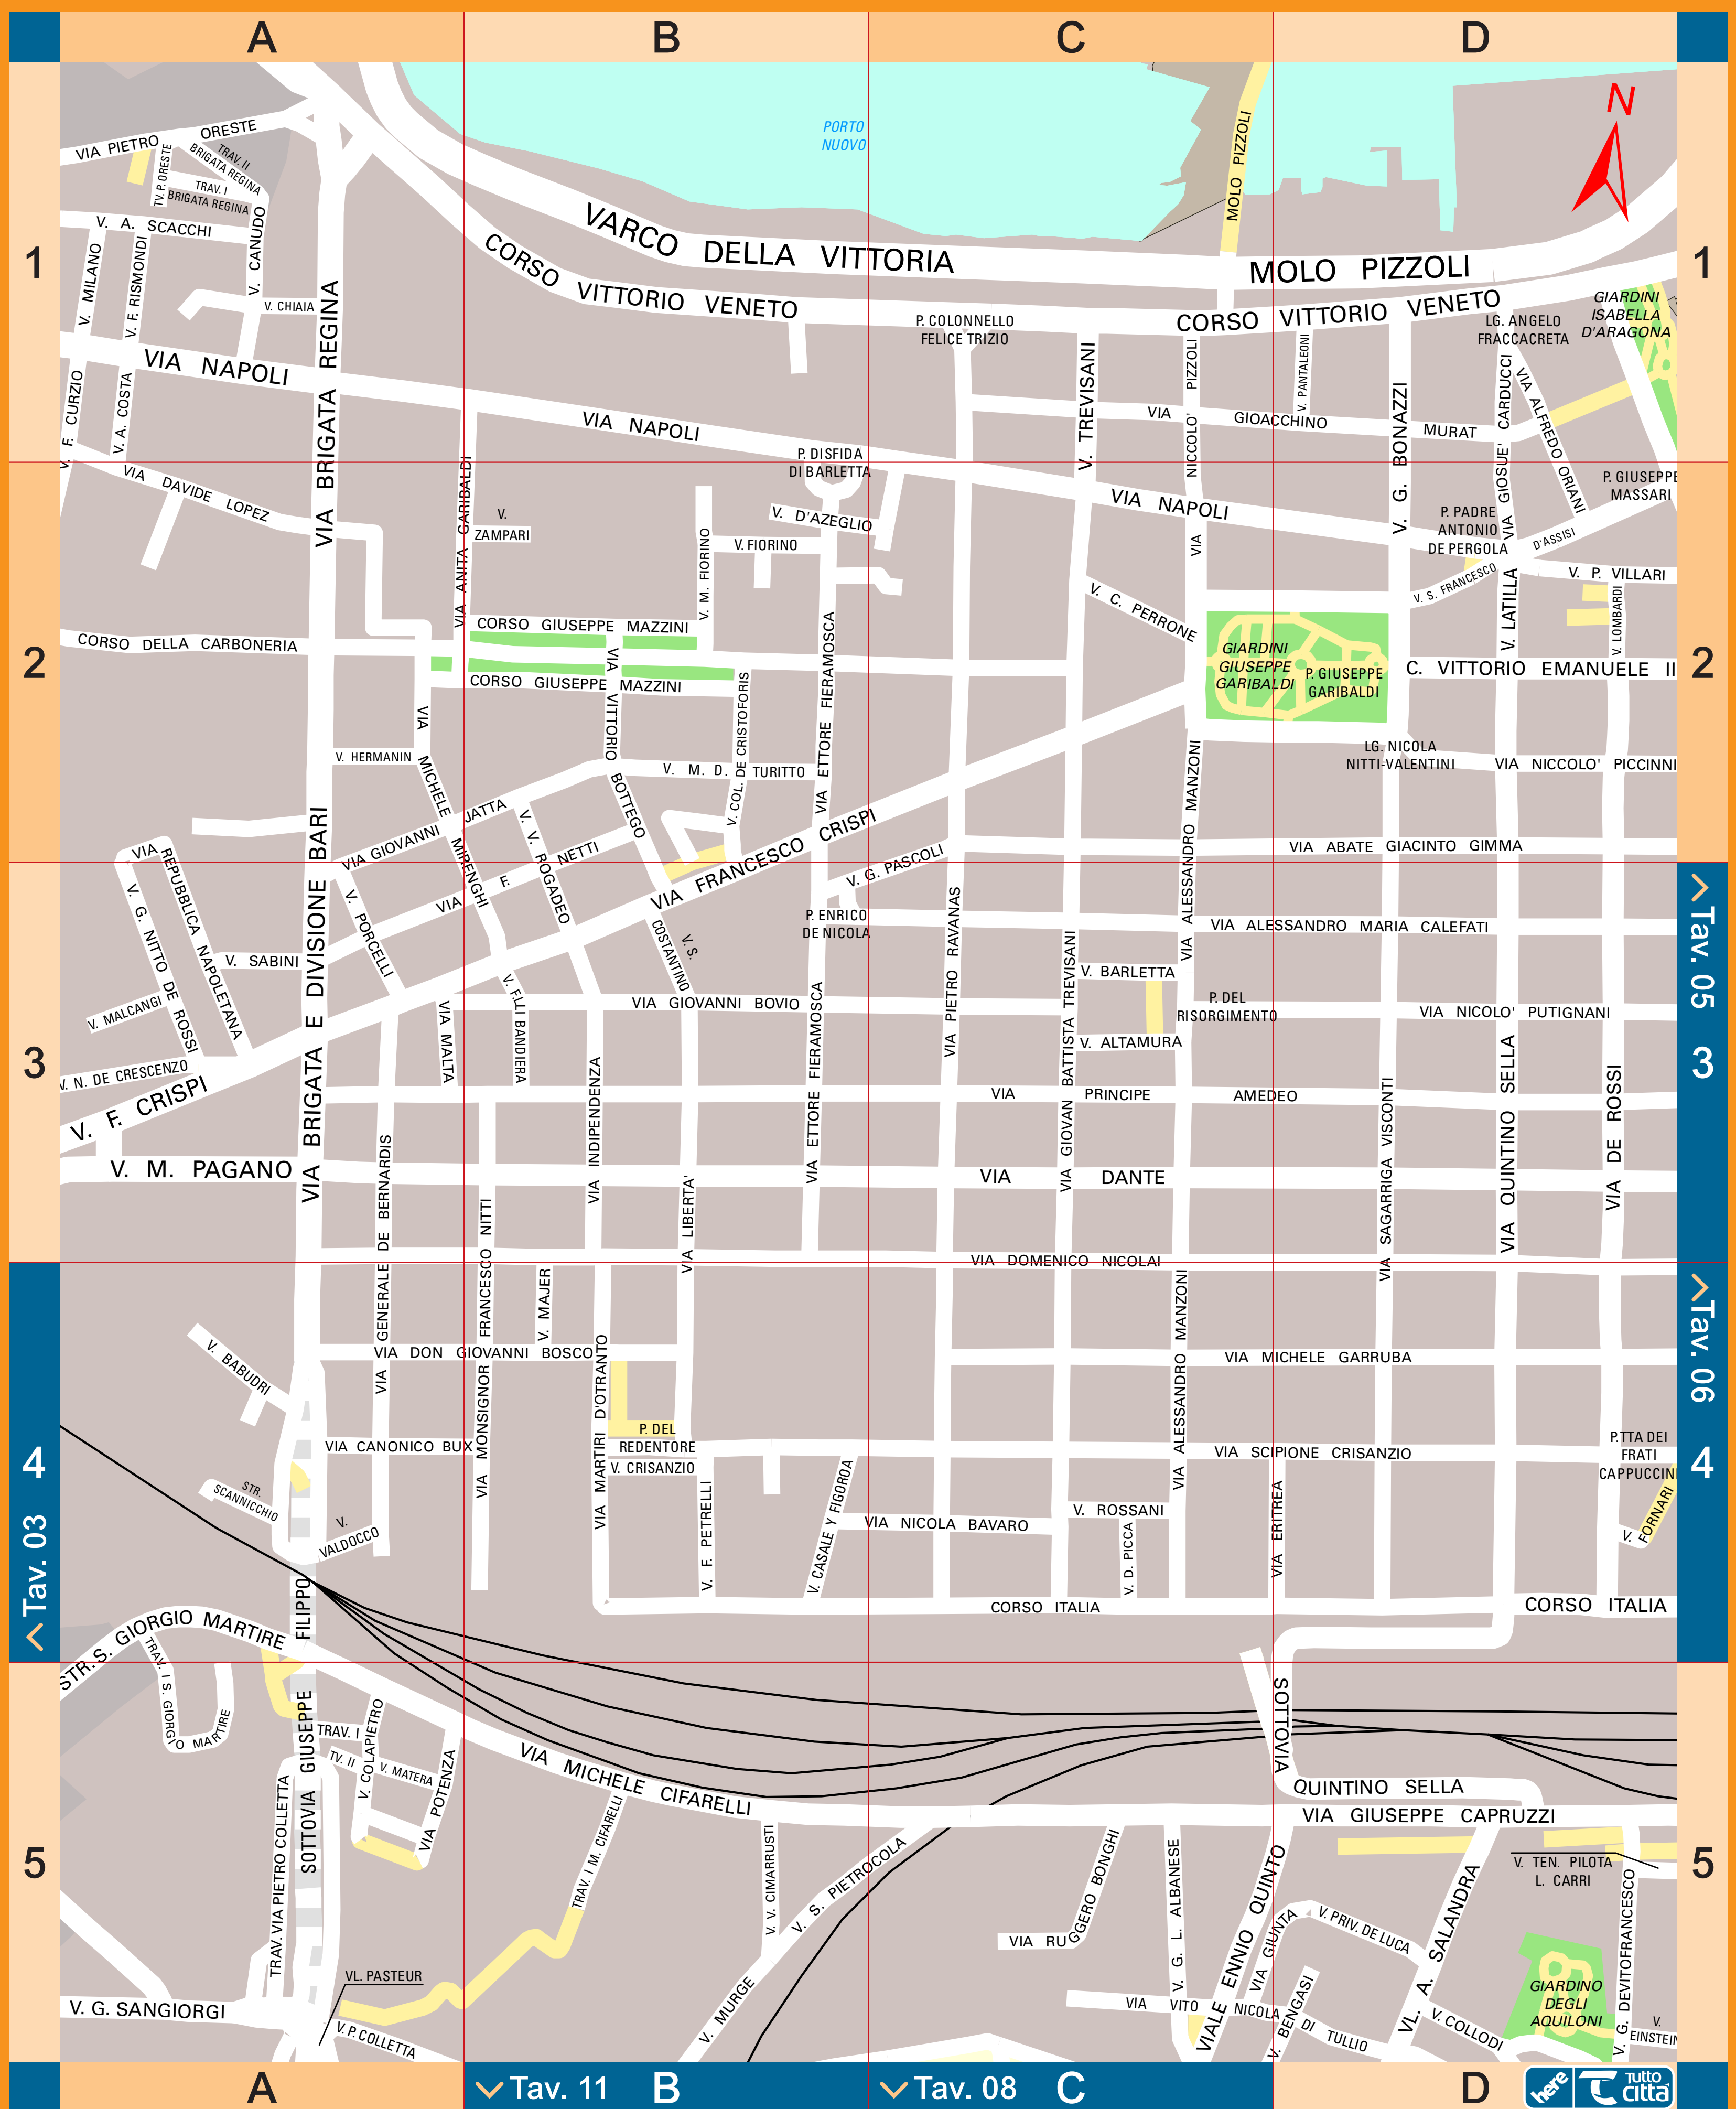 A
B
C
D
1
1
2
2
3
3
4
4
5
5
N
PORTO
NUOVO
MOLO PIZZOLI
VIA PIETRO ORESTE
TRAV. II
BRIGATA REGINA
TV. P. ORESTE
TRAV. I
BRIGATA REGINA
V. A. SCACCHI
V. CANUDO
V. MILANO
V. F. RISMONDI
V. CHIAIA
VIA NAPOLI
V. F. CURZIO
V. A. COSTA
VIA BRIGATA REGINA
VARCO DELLA VITTORIA
MOLO PIZZOLI
CORSO VITTORIO VENETO
CORSO VITTORIO VENETO
P. COLONNELLO
FELICE TRIZIO
V. TREVISANI
VIA NICCOLO' PIZZOLI
V. PANTALEONI
V. G. BONAZZI
LG. ANGELO
FRACCACRETA
GIARDINI
ISABELLA
D'ARAGONA
VIA GIOSUE' CARDUCCI
VIA ALFREDO ORIANI
VIA GIOACCHINO MURAT
VIA NAPOLI
P. DISFIDA
DI BARLETTA
P. GIUSEPPE
MASSARI
VIA DAVIDE LOPEZ
VIA ANITA GARIBALDI
V.
ZAMPARI
V. D'AZEGLIO
V. FIORINO
V. M. FIORINO
VIA NAPOLI
P. PADRE
ANTONIO
DE PERGOLA
D'ASSISI
V. S. FRANCESCO
V. P. VILLARI
V. LOMBARDI
V. LATILLA
V. C. PERRONE
CORSO DELLA CARBONERIA
CORSO GIUSEPPE MAZZINI
CORSO GIUSEPPE MAZZINI
GIARDINI
GIUSEPPE
GARIBALDI
P. GIUSEPPE
GARIBALDI
C. VITTORIO EMANUELE II
VIA VITTORIO BOTTEGO
V. COL. DE CRISTOFORIS
VIA ETTORE FIERAMOSCA
V. HERMANIN
VIA MICHELE MIRENGHI
V. M. D. TURITTO
LG. NICOLA
NITTI-VALENTINI
VIA NICCOLO' PICCINNI
VIA GIOVANNI JATTA
V. V. ROGADEO
VIA F. NETTI
VIA FRANCESCO CRISPI
V. G. PASCOLI
VIA ALESSANDRO MANZONI
VIA ABATE GIACINTO GIMMA
VIA REPUBBLICA NAPOLETANA
V. G. NITTO DE ROSSI
V. PORCELLI
V. SABINI
V. MALCANGI
V. N. DE CRESCENZO
V. F. CRISPI
V. M. PAGANO
VIA BRIGATA E DIVISIONE BARI
P. ENRICO
DE NICOLA
V. S.
COSTANTINO
V. F.LLI BANDIERA
VIA MALTA
VIA GIOVANNI BOVIO
VIA PIETRO RAVANAS
VIA GIOVAN BATTISTA TREVISANI
VIA ALESSANDRO MARIA CALEFATI
V. BARLETTA
P. DEL
RISORGIMENTO
VIA NICOLO' PUTIGNANI
V. ALTAMURA
VIA PRINCIPE AMEDEO
VIA INDIPENDENZA
VIA ETTORE FIERAMOSCA
VIA LIBERTA'
VIA DANTE
VIA SAGARRIGA VISCONTI
VIA QUINTINO SELLA
VIA DE ROSSI
VIA DOMENICO NICOLAI
VIA GENERALE DE BERNARDIS
VIA MONSIGNOR FRANCESCO NITTI
V. MAJER
V. BABUDRI
VIA DON GIOVANNI BOSCO
VIA MARTIRI D'OTRANTO
VIA ALESSANDRO MANZONI
VIA MICHELE GARRUBA
VIA CANONICO BUX
P. DEL
REDENTORE
V. CRISANZIO
VIA SCIPIONE CRISANZIO
P.TTA DEI
FRATI
CAPPUCCINI
V. FORNARI
STR.
SCANNICCHIO
V.
VALDOCCO
V. F. PETRELLI
V. CASALE Y FIGOROA
VIA NICOLA BAVARO
V. ROSSANI
V. D. PICCA
VIA ERITREA
CORSO ITALIA
CORSO ITALIA
STR. S. GIORGIO MARTIRE
TRAV. I S. GIORGIO MARTIRE
SOTTOVIA GIUSEPPE FILIPPO
TRAV. I
TV. II
V. COLAPIETRO
V. MATERA
VIA POTENZA
TRAV. VIA PIETRO COLLETTA
VIA MICHELE CIFARELLI
TRAV. I M. CIFARELLI
V. V. CIMARRUSTI
V. S. PIETROCOLA
V. MURGE
VL. PASTEUR
V. G. SANGIORGI
V. P. COLLETTA
SOTTOVIA
QUINTINO SELLA
VIA GIUSEPPE CAPRUZZI
VIA RUGGERO BONGHI
V. G. L. ALBANESE
VIALE ENNIO QUINTO
VIA GIUNTA
V. PRIV. DE LUCA
VL. A. SALANDRA
V. TEN. PILOTA
L. CARRI
V. G. DEVITOFRANCESCO
GIARDINO
DEGLI
AQUILONI
VIA VITO NICOLA DI TULLIO
V. BENGASI
V. COLLODI
V.
EINSTEIN
Tav. 05
Tav. 06
Tav. 03
A
Tav. 11
B
Tav. 08
C
D
here
TUTTO
città